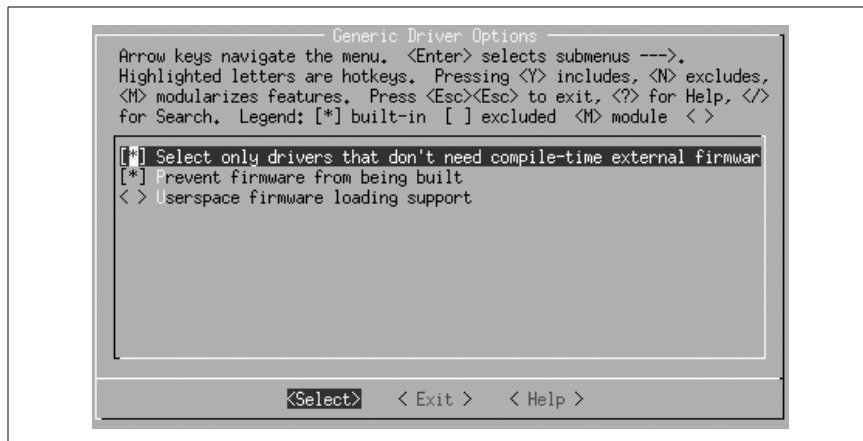 Generic Driver Options
Arrow keys navigate the menu. <Enter> selects submenus --->.
Highlighted letters are hotkeys. Pressing <Y> includes, <N> excludes,
<M> modularizes features. Press <Esc><Esc> to exit, <?> for Help, </>
for Search. Legend: [*] built-in [ ] excluded <M> module < >
[*] Select only drivers that don't need compile-time external firmwar
[*] Prevent firmware from being built
< > Userspace firmware loading support
<Select> < Exit > < Help >